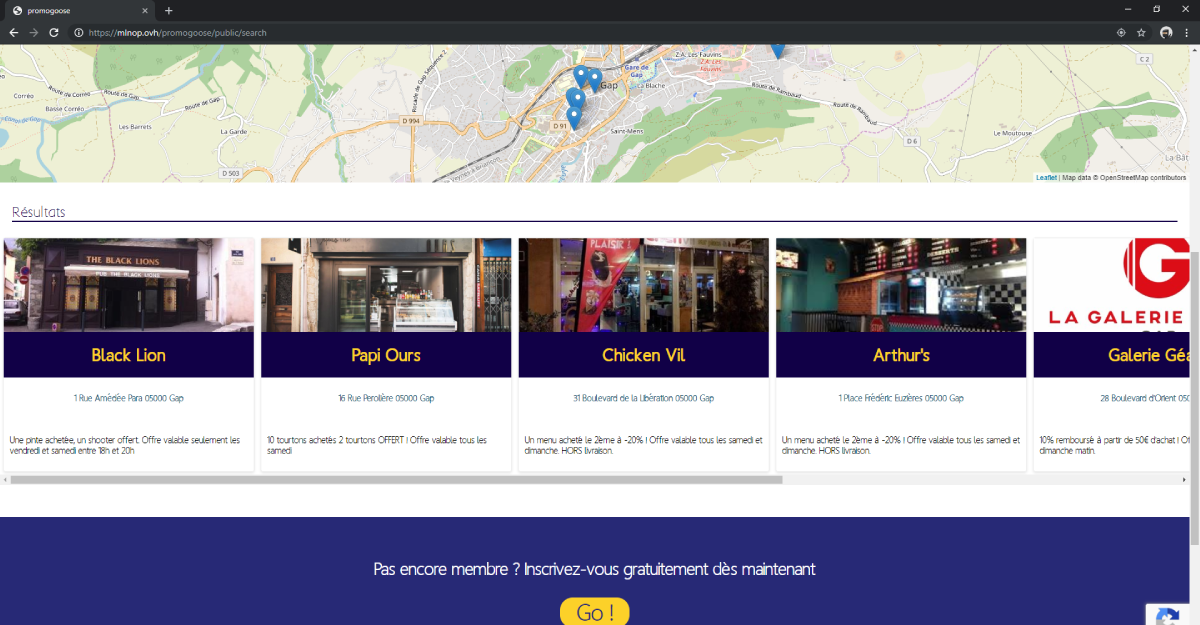 promogoose
https://mlnop.ovh/promogoose/public/search
Z.A. Les Fauvins
Z.A. Les Fauvins
C 2
Gare de Gap
Gap
La Blache
Corréo
Route de Corréo
Route de Gap
Basse Corréo
Route de Gap
Rocade de Gap Séquence 2
Les Barrets
La Garde
D 994
D 91
Saint-Mens
Route de Rambaud
Route de Rambaud
D 6
Le Moutouse
La Bât
D 503
Veynes à Briançon
Leaflet | Map data © OpenStreetMap contributors
Résultats
THE BLACK LIONS
PUB THE BLACK LIONS
PLAISIR !
DESSERTS
STOP
G
LA GALERIE
Black Lion
Papi Ours
Chicken Vil
Arthur's
Galerie Géa
1 Rue Amédée Para 05000 Gap
16 Rue Perolière 05000 Gap
31 Boulevard de la Libération 05000 Gap
1 Place Frédéric Euzières 05000 Gap
28 Boulevard d'Orient 050
Une pinte achetée, un shooter offert. Offre valable seulement les
vendredi et samedi entre 18h et 20h
10 tourtons achetés 2 tourtons OFFERT ! Offre valable tous les
samedi
Un menu acheté le 2ème à -20% ! Offre valable tous les samedi et
dimanche. HORS livraison.
Un menu acheté le 2ème à -20% ! Offre valable tous les samedi et
dimanche. HORS livraison.
10% remboursé à partir de 50€ d'achat ! Of
dimanche matin.
Pas encore membre ? Inscrivez-vous gratuitement dès maintenant
Go !